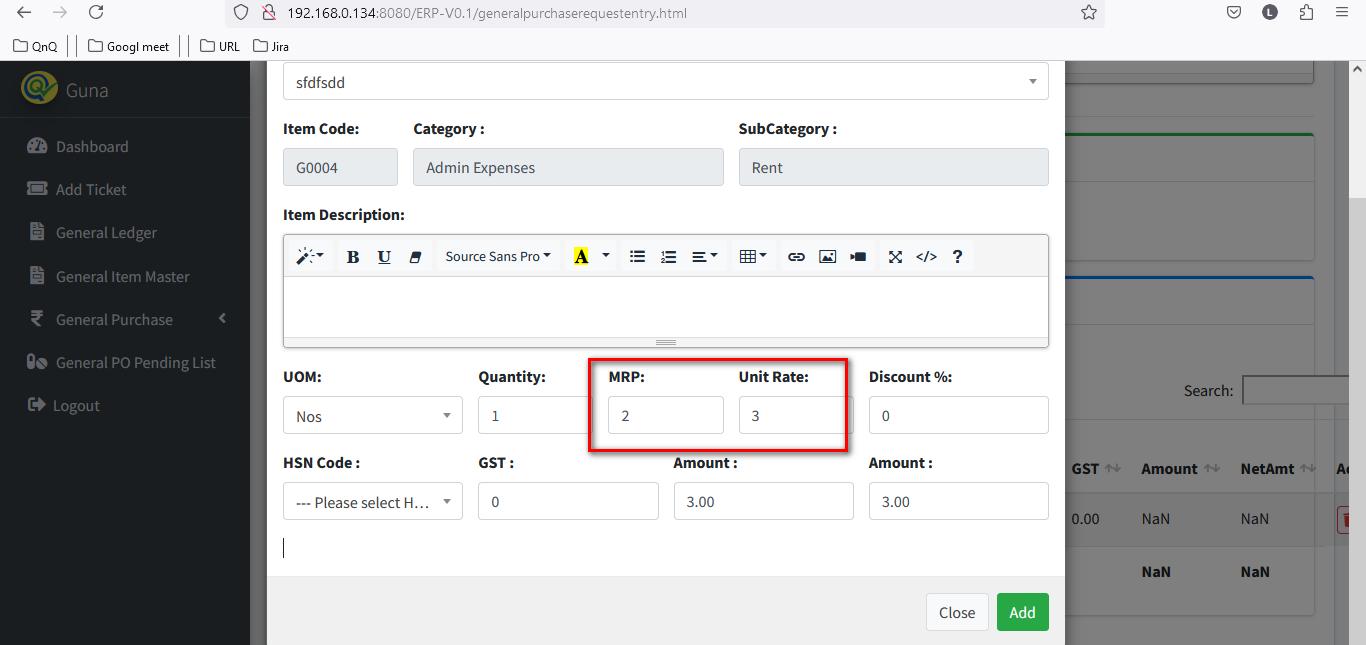 192.168.0.134:8080/ERP-V0.1/generalpurchaserequestentry.html
L
QnQ Googl meet URL Jira
Guna
Dashboard
Add Ticket
General Ledger
General Item Master
General Purchase
General PO Pending List
Logout
sfdfsdd
Item Code: Category : SubCategory :
G0004 Admin Expenses Rent
Item Description:
B U Source Sans Pro A </> ?
UOM: Quantity: MRP: Unit Rate: Discount %:
Nos 1 2 3 0
HSN Code : GST : Amount : Amount :
--- Please select H... 0 3.00 3.00
Close Add
Search:
GST Amount NetAmt
0.00 NaN NaN
NaN NaN